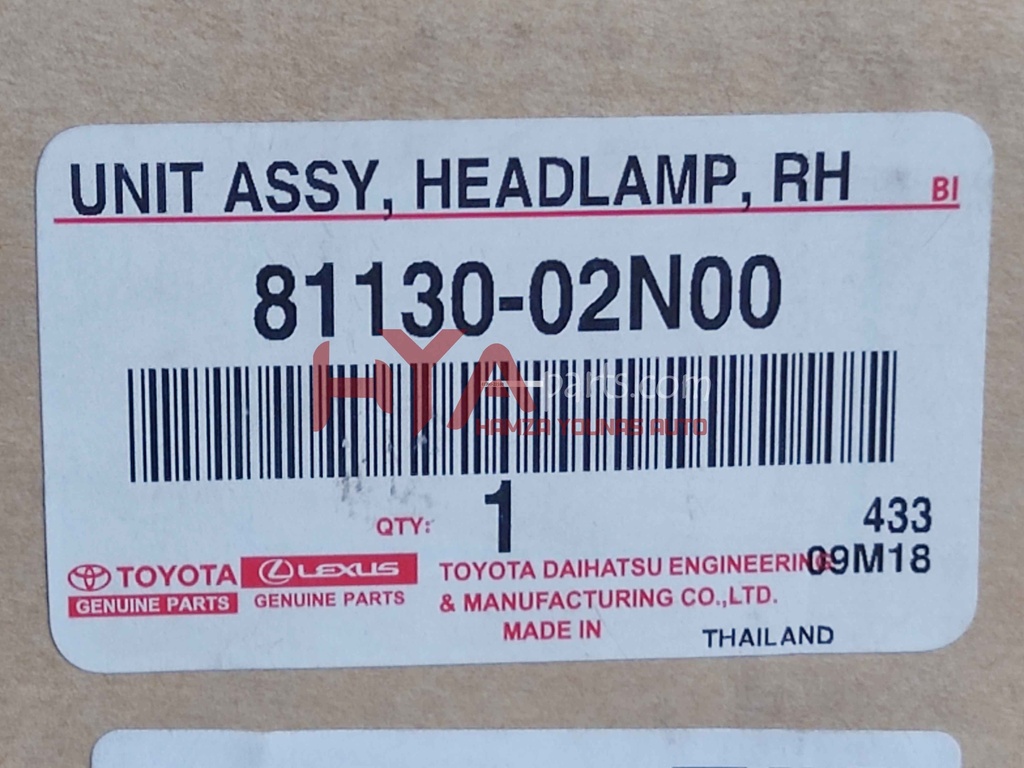 UNIT ASSY, HEADLAMP, RH BI
81130-02N00
HYA
A-parts.com
HAMZA YOUNAS AUTO
QTY: 1
433
09M18
TOYOTA
GENUINE PARTS
LEXUS
GENUINE PARTS
TOYOTA DAIHATSU ENGINEERING
& MANUFACTURING CO.,LTD.
MADE IN THAILAND